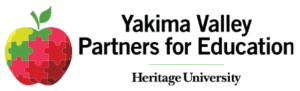 Yakima Valley
Partners for Education
Heritage University